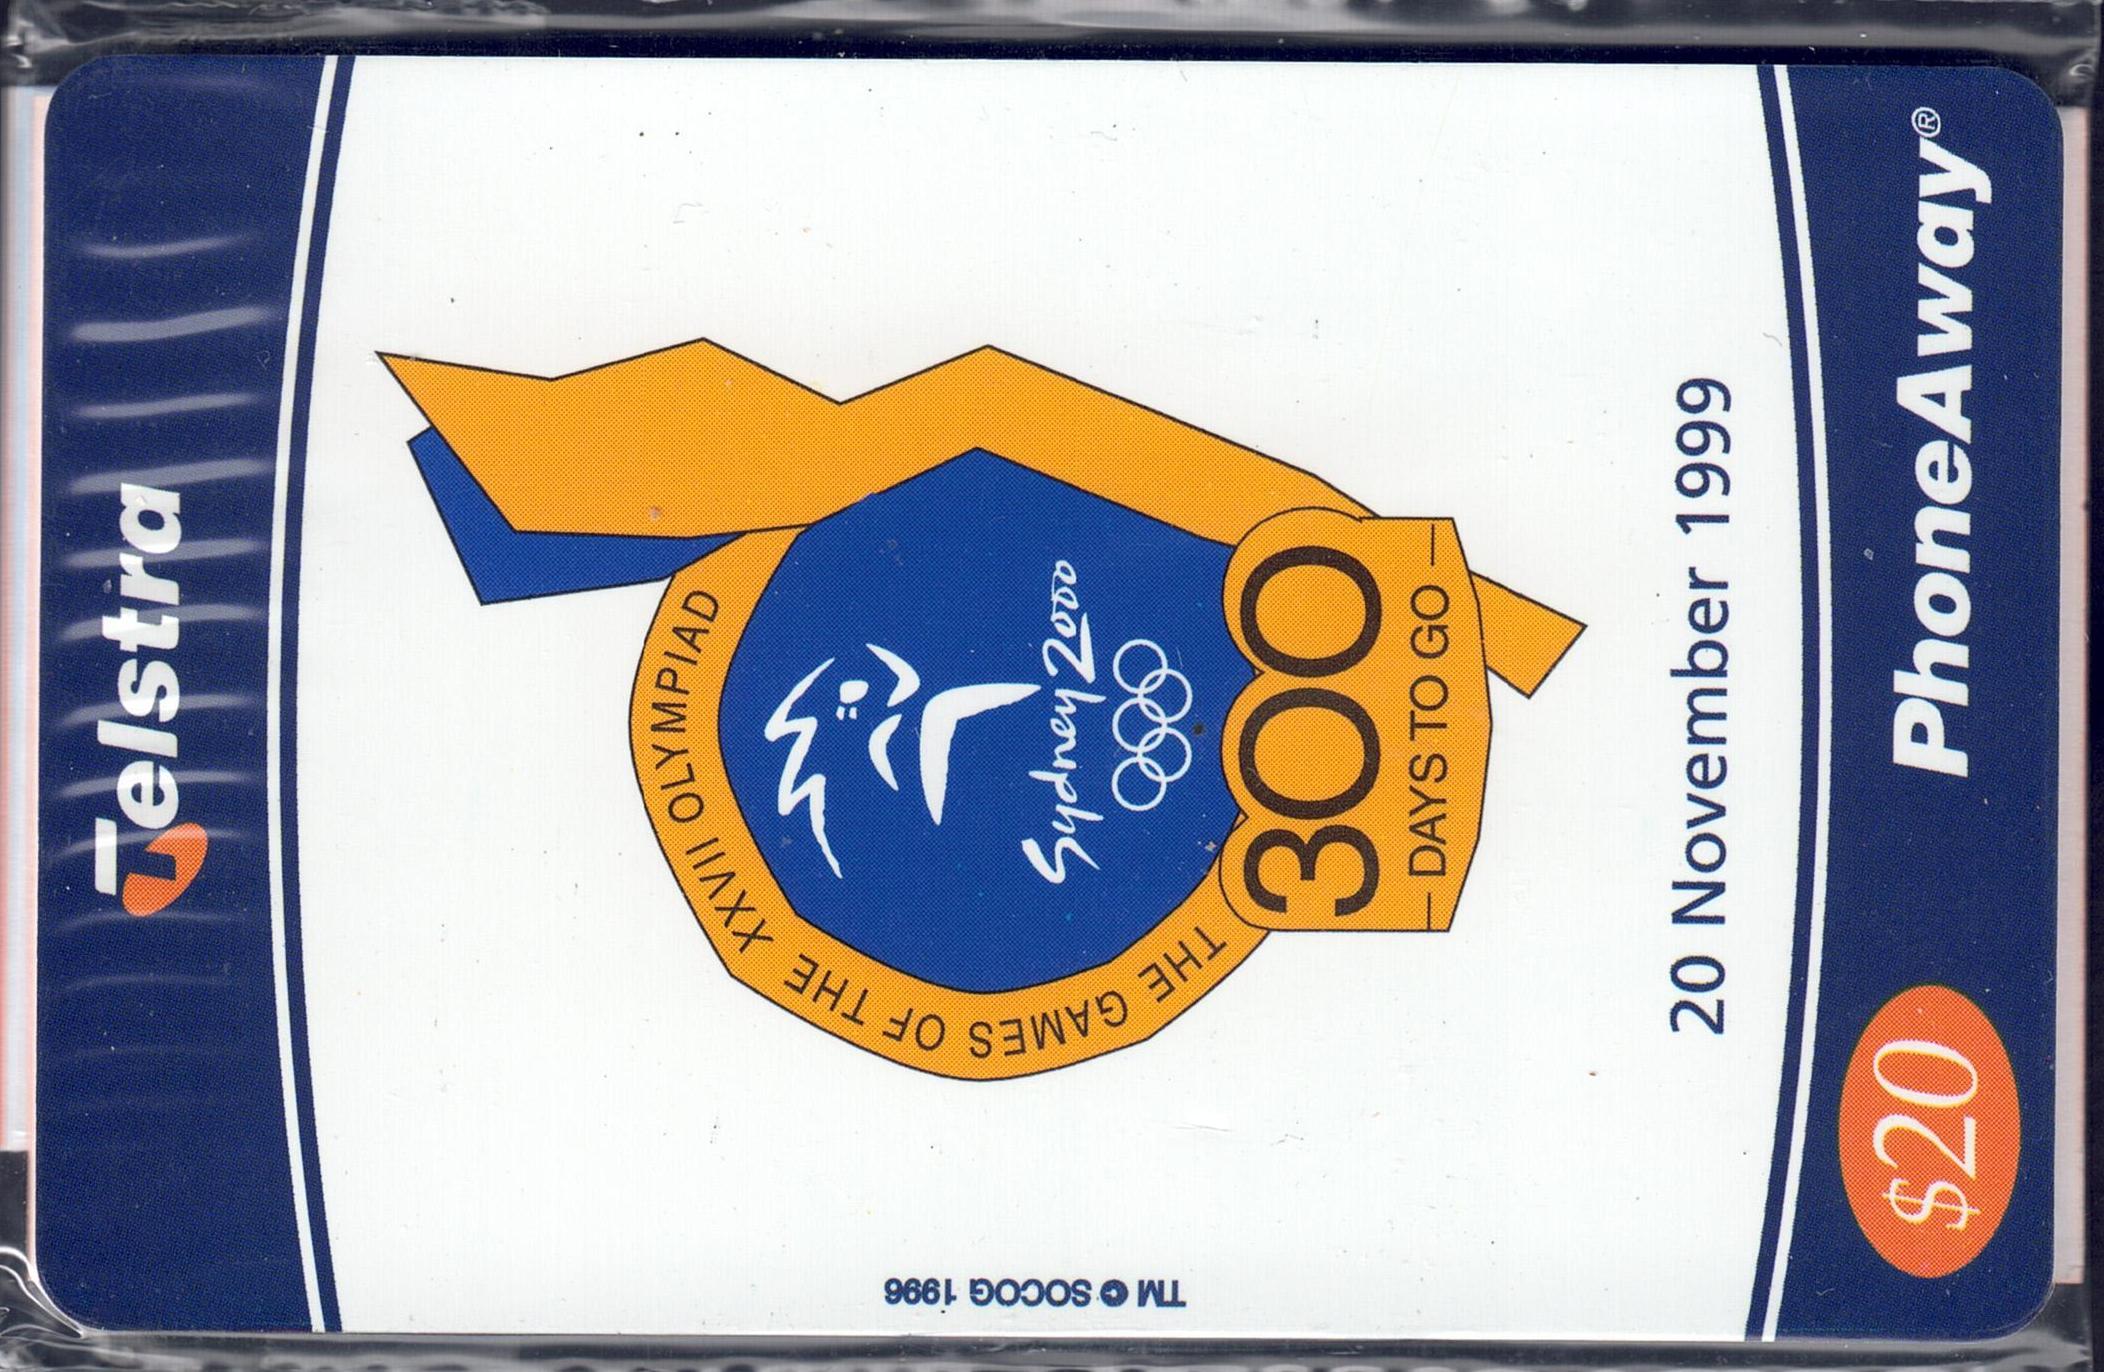 Telstra
THE GAMES OF THE XXVII OLYMPIAD
Sydney 2000
300
DAYS TO GO
20 November 1999
$20
PhoneAway®
TM © SOCOG 1996